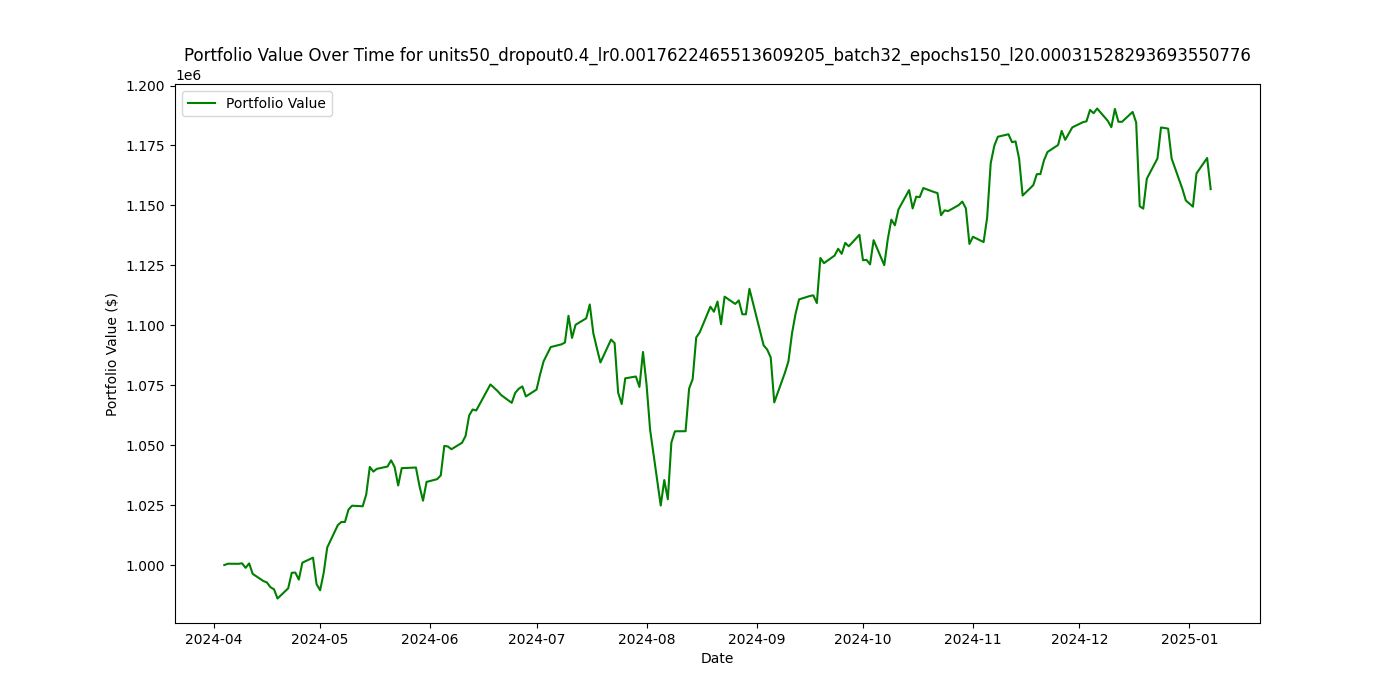 Portfolio Value Over Time for units50_dropout0.4_lr0.0017622465513609205_batch32_epochs150_l20.00031528293693550776
1e6
Portfolio Value
1.200
1.175
1.150
1.125
1.100
1.075
1.050
1.025
1.000
Portfolio Value ($)
2024-04 2024-05 2024-06 2024-07 2024-08 2024-09 2024-10 2024-11 2024-12 2025-01
Date